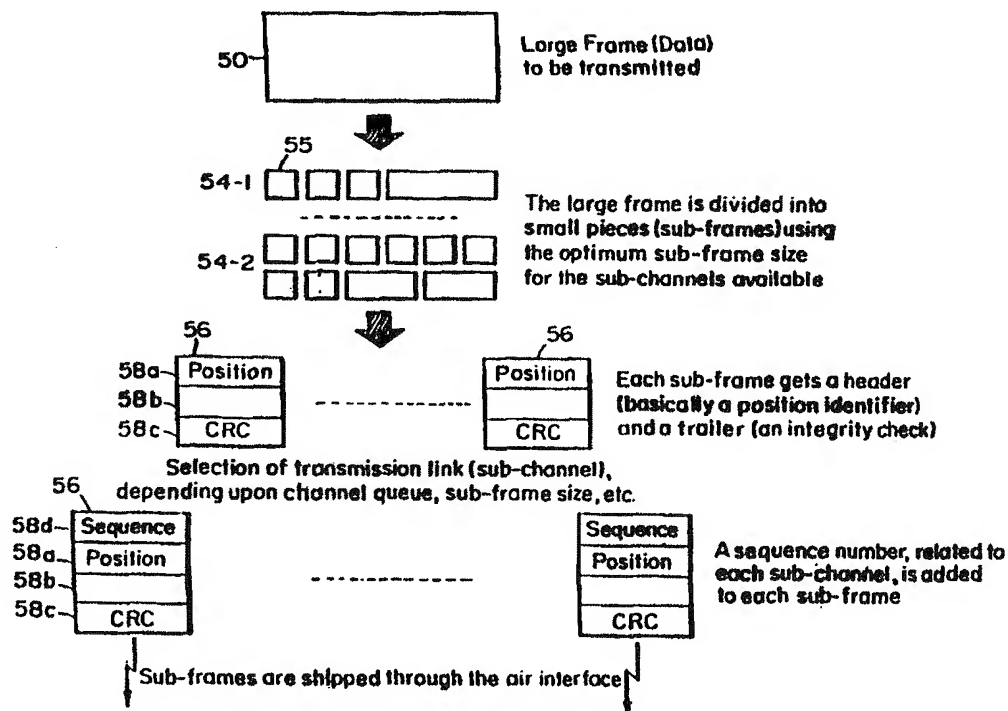 50
Large Frame (Data)
to be transmitted
55
54-1
54-2
The large frame is divided into
small pieces (sub-frames) using
the optimum sub-frame size
for the sub-channels available
56
56
58a
Position
Position
58b
58c
CRC
CRC
Each sub-frame gets a header
(basically a position identifier)
and a trailer (an integrity check)
Selection of transmission link (sub-channel),
depending upon channel queue, sub-frame size, etc.
56
58d
Sequence
Sequence
58a
Position
Position
58b
58c
CRC
CRC
A sequence number, related to
each sub-channel, is added
to each sub-frame
Sub-frames are shipped through the air interface